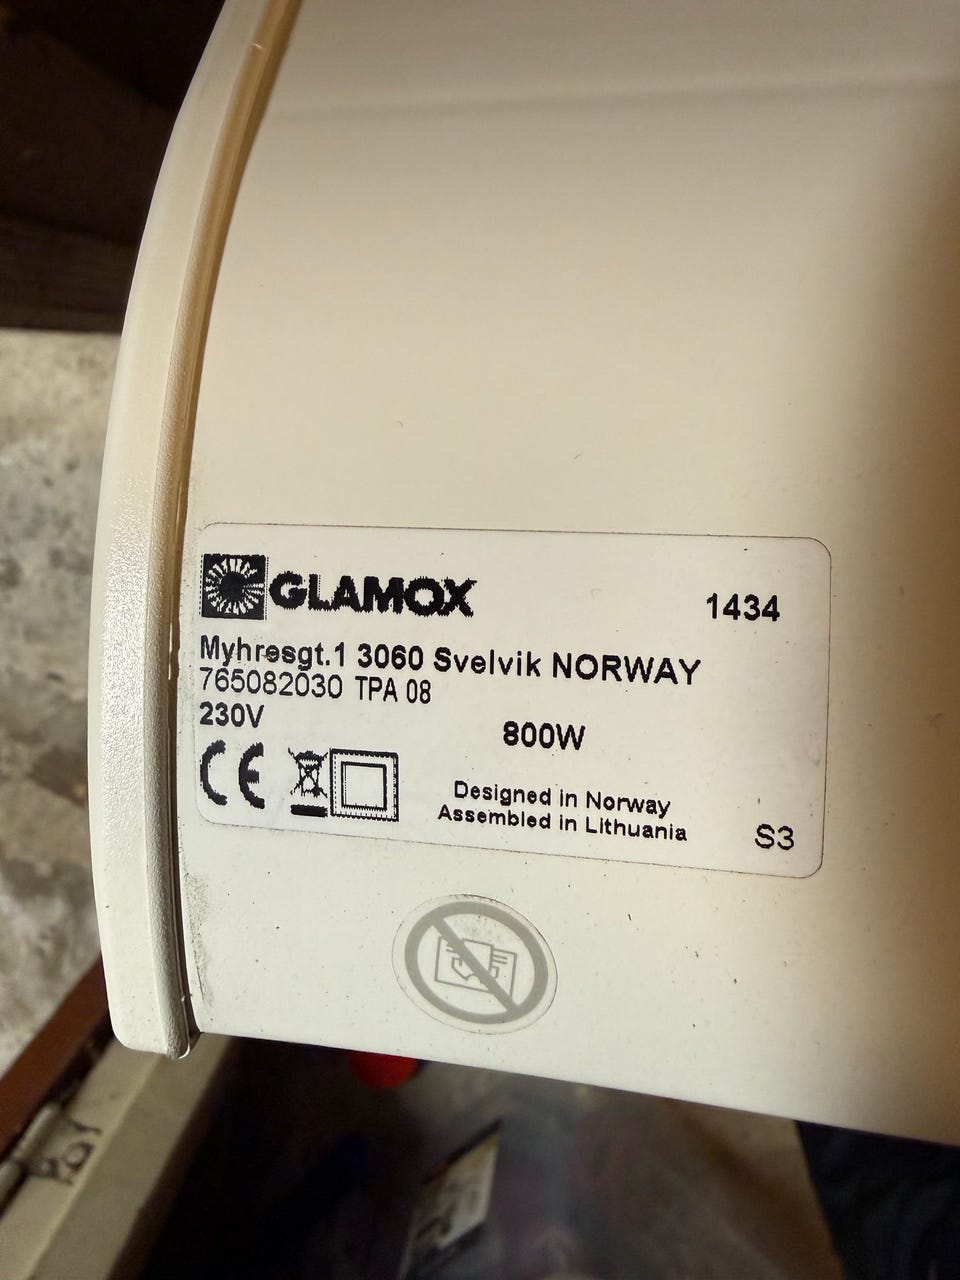 GLAMOX
1434
Myhresgt.1 3060 Svelvik NORWAY
765082030 TPA 08
230V
800W
CE
Designed in Norway
Assembled in Lithuania
S3